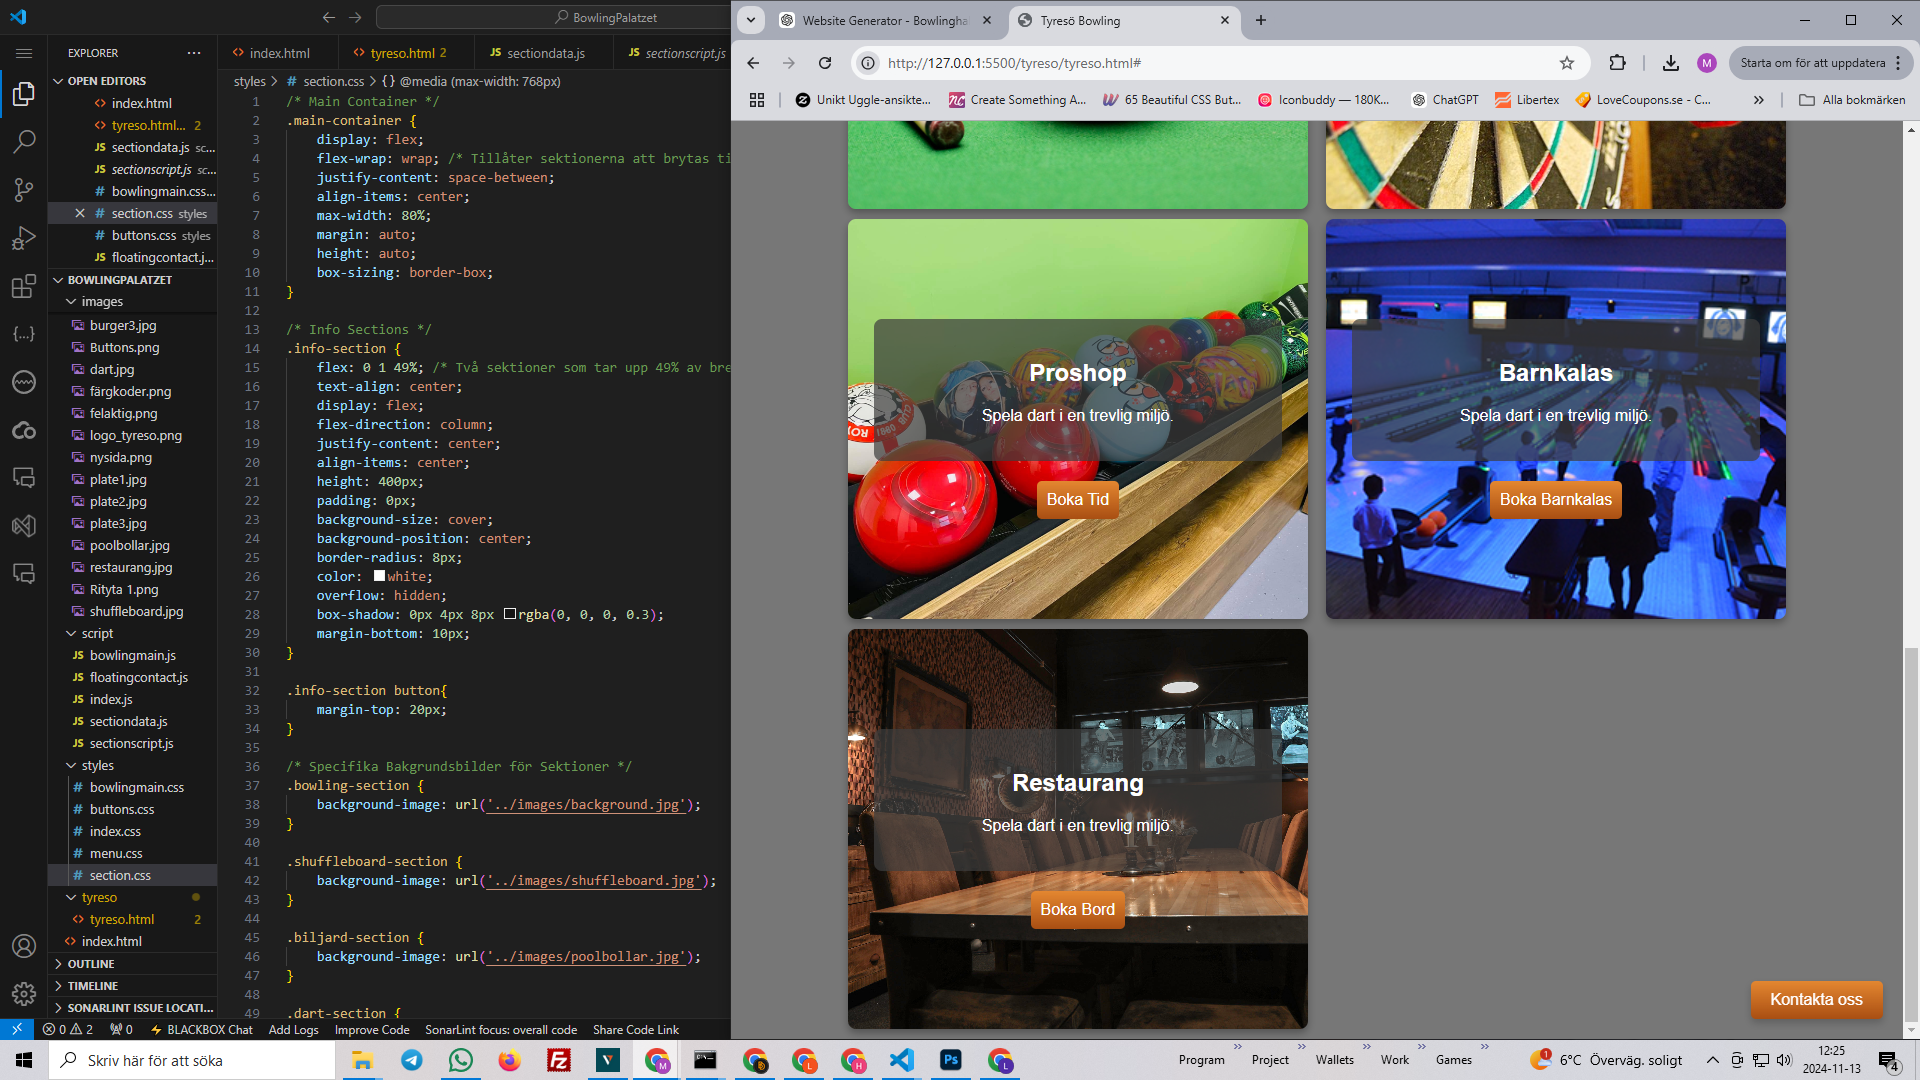 BowlingPalatzet
EXPLORER
OPEN EDITORS
index.html
tyreso.html... 2
sectiondata.js sc...
sectionscript.js sc...
bowlingmain.css...
section.css styles
buttons.css styles
floatingcontact.j...
BOWLINGPALATZET
images
burger3.jpg
Buttons.png
dart.jpg
färgkoder.png
felaktig.png
logo_tyreso.png
nysida.png
plate1.jpg
plate2.jpg
plate3.jpg
poolbollar.jpg
restaurang.jpg
Rityta 1.png
shuffleboard.jpg
script
bowlingmain.js
floatingcontact.js
index.js
sectiondata.js
sectionscript.js
styles
bowlingmain.css
buttons.css
index.css
menu.css
section.css
tyreso
tyreso.html 2
index.html
OUTLINE
TIMELINE
SONARLINT ISSUE LOCATI...
index.html
tyreso.html 2
sectiondata.js
sectionscript.js
styles > # section.css > {} @media (max-width: 768px)
1 /* Main Container */
2 .main-container {
3 display: flex;
4 flex-wrap: wrap; /* Tillåter sektionerna att brytas ti
5 justify-content: space-between;
6 align-items: center;
7 max-width: 80%;
8 margin: auto;
9 height: auto;
10 box-sizing: border-box;
11 }
12
13 /* Info Sections */
14 .info-section {
15 flex: 0 1 49%; /* Två sektioner som tar upp 49% av bre
16 text-align: center;
17 display: flex;
18 flex-direction: column;
19 justify-content: center;
20 align-items: center;
21 height: 400px;
22 padding: 0px;
23 background-size: cover;
24 background-position: center;
25 border-radius: 8px;
26 color: white;
27 overflow: hidden;
28 box-shadow: 0px 4px 8px rgba(0, 0, 0, 0.3);
29 margin-bottom: 10px;
30 }
31
32 .info-section button{
33 margin-top: 20px;
34 }
35
36 /* Specifika Bakgrundsbilder för Sektioner */
37 .bowling-section {
38 background-image: url('../images/background.jpg');
39 }
40
41 .shuffleboard-section {
42 background-image: url('../images/shuffleboard.jpg');
43 }
44
45 .biljard-section {
46 background-image: url('../images/poolbollar.jpg');
47 }
48
49 .dart-section {
0 2 0 BLACKBOX Chat Add Logs Improve Code SonarLint focus: overall code Share Code Link
Website Generator - Bowlingha
Tyresö Bowling
http://127.0.0.1:5500/tyreso/tyreso.html#
M
Starta om för att uppdatera
Unikt Uggle-ansikte...
Create Something A...
65 Beautiful CSS But...
Iconbuddy — 180K...
ChatGPT
Libertex
LoveCoupons.se - C...
Alla bokmärken
Proshop
Spela dart i en trevlig miljö.
Boka Tid
Barnkalas
Spela dart i en trevlig miljö.
Boka Barnkalas
Restaurang
Spela dart i en trevlig miljö.
Boka Bord
Kontakta oss
Skriv här för att söka
Program
Project
Wallets
Work
Games
6°C Överväg. soligt
12:25
2024-11-13
4